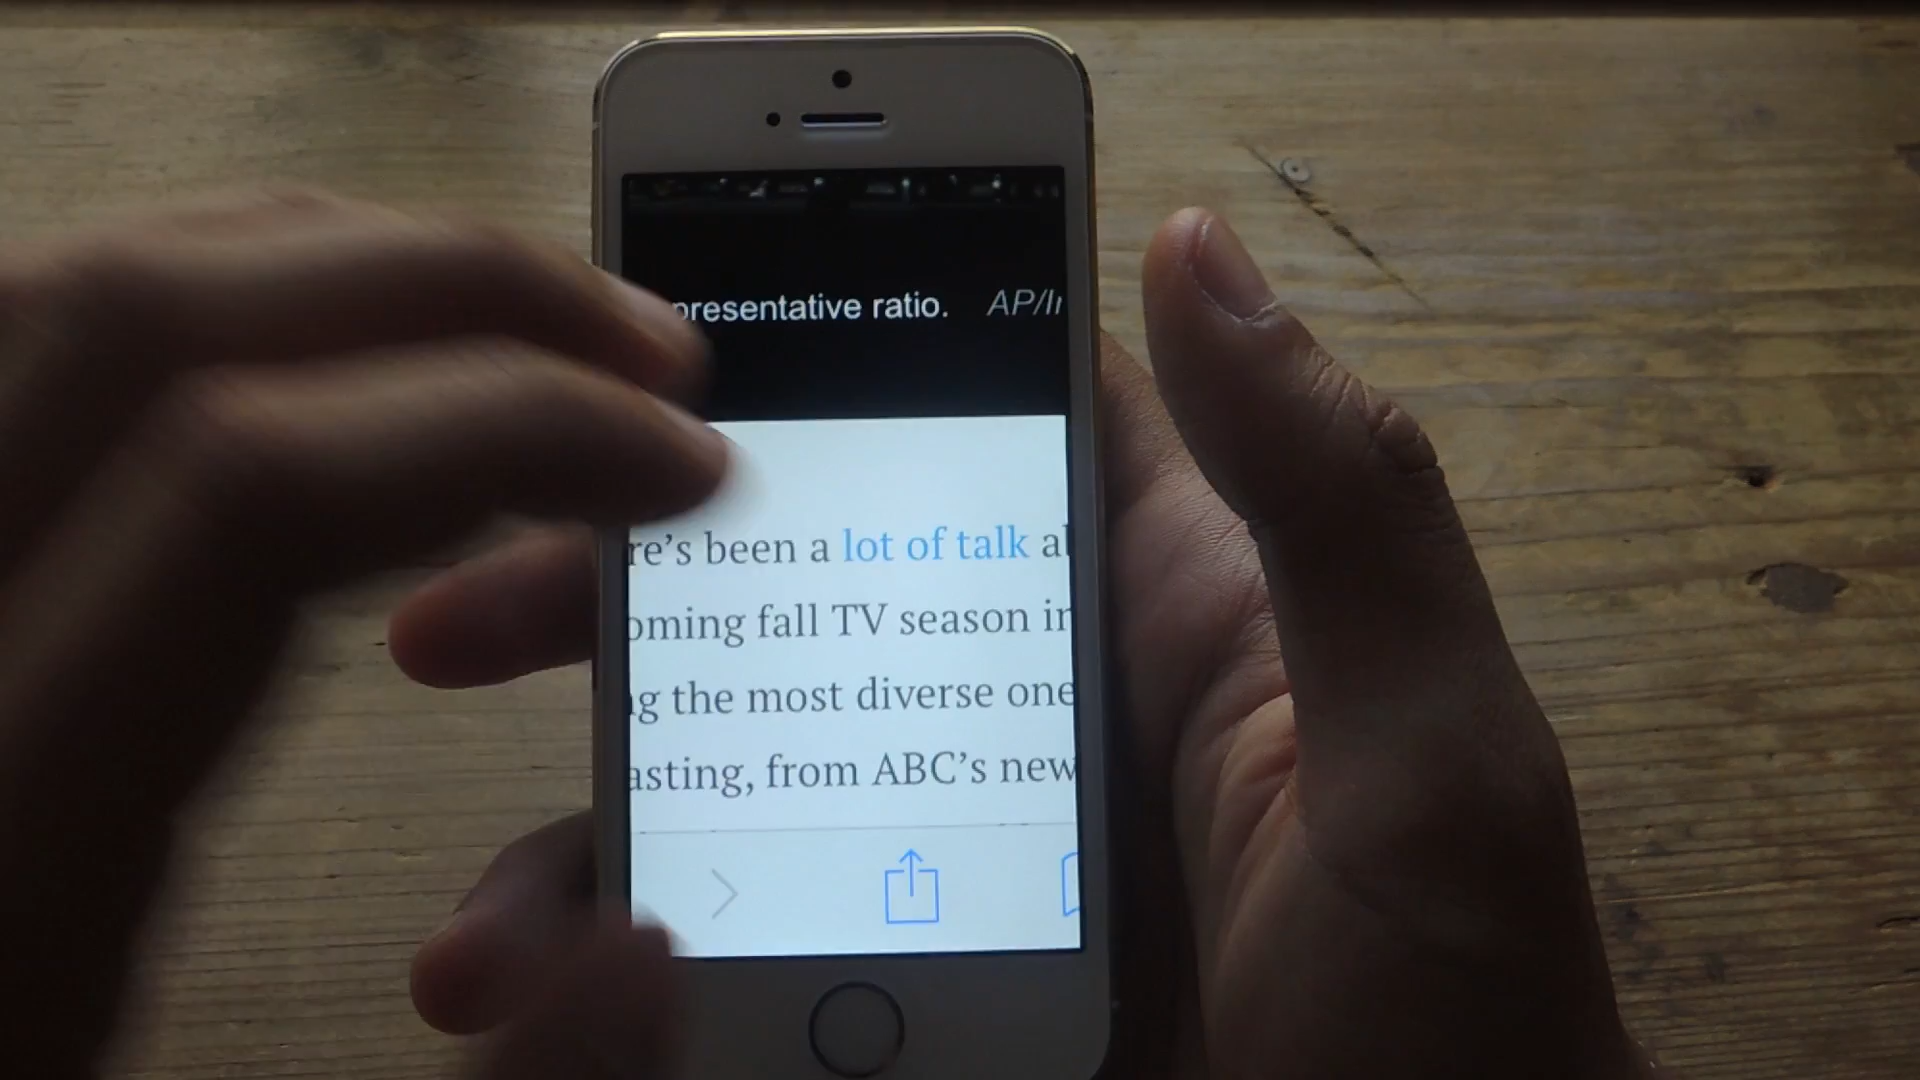 presentative ratio. AP/I
re's been a lot of talk al
oming fall TV season in
g the most diverse one
asting, from ABC's new